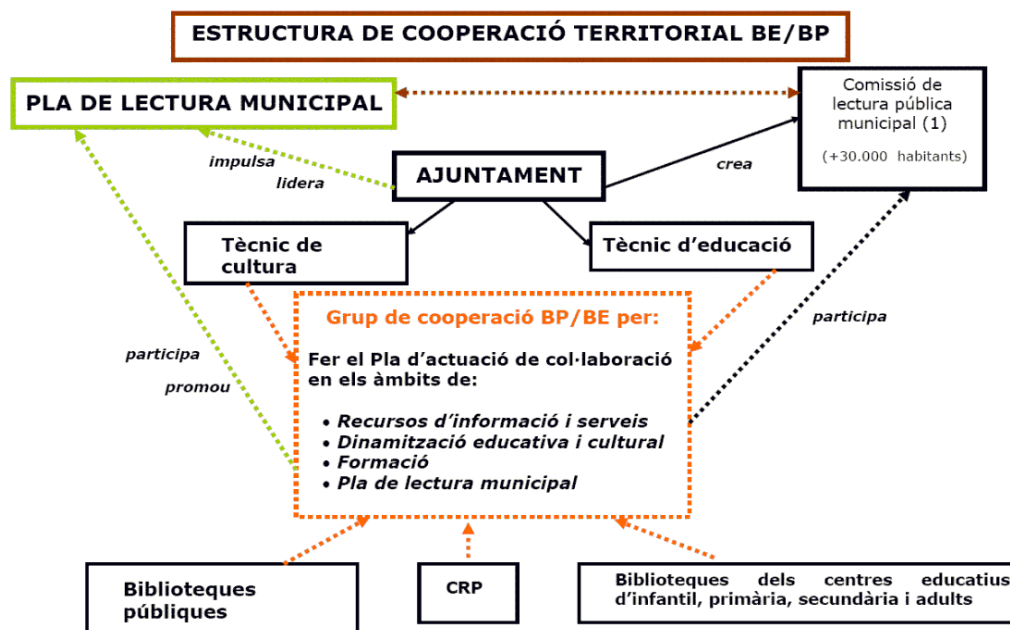 ESTRUCTURA DE COOPERACIÓ TERRITORIAL BE/BP
PLA DE LECTURA MUNICIPAL
Comissió de
lectura pública
municipal (1)
(+30.000 habitants)
impulsa
lidera
AJUNTAMENT
crea
Tècnic de
cultura
Tècnic d'educació
Grup de cooperació BP/BE per:
participa
participa
promou
Fer el Pla d'actuació de col·laboració
en els àmbits de:
• Recursos d'informació i serveis
• Dinamització educativa i cultural
• Formació
• Pla de lectura municipal
Biblioteques
públiques
CRP
Biblioteques dels centres educatius
d'infantil, primària, secundària i adults